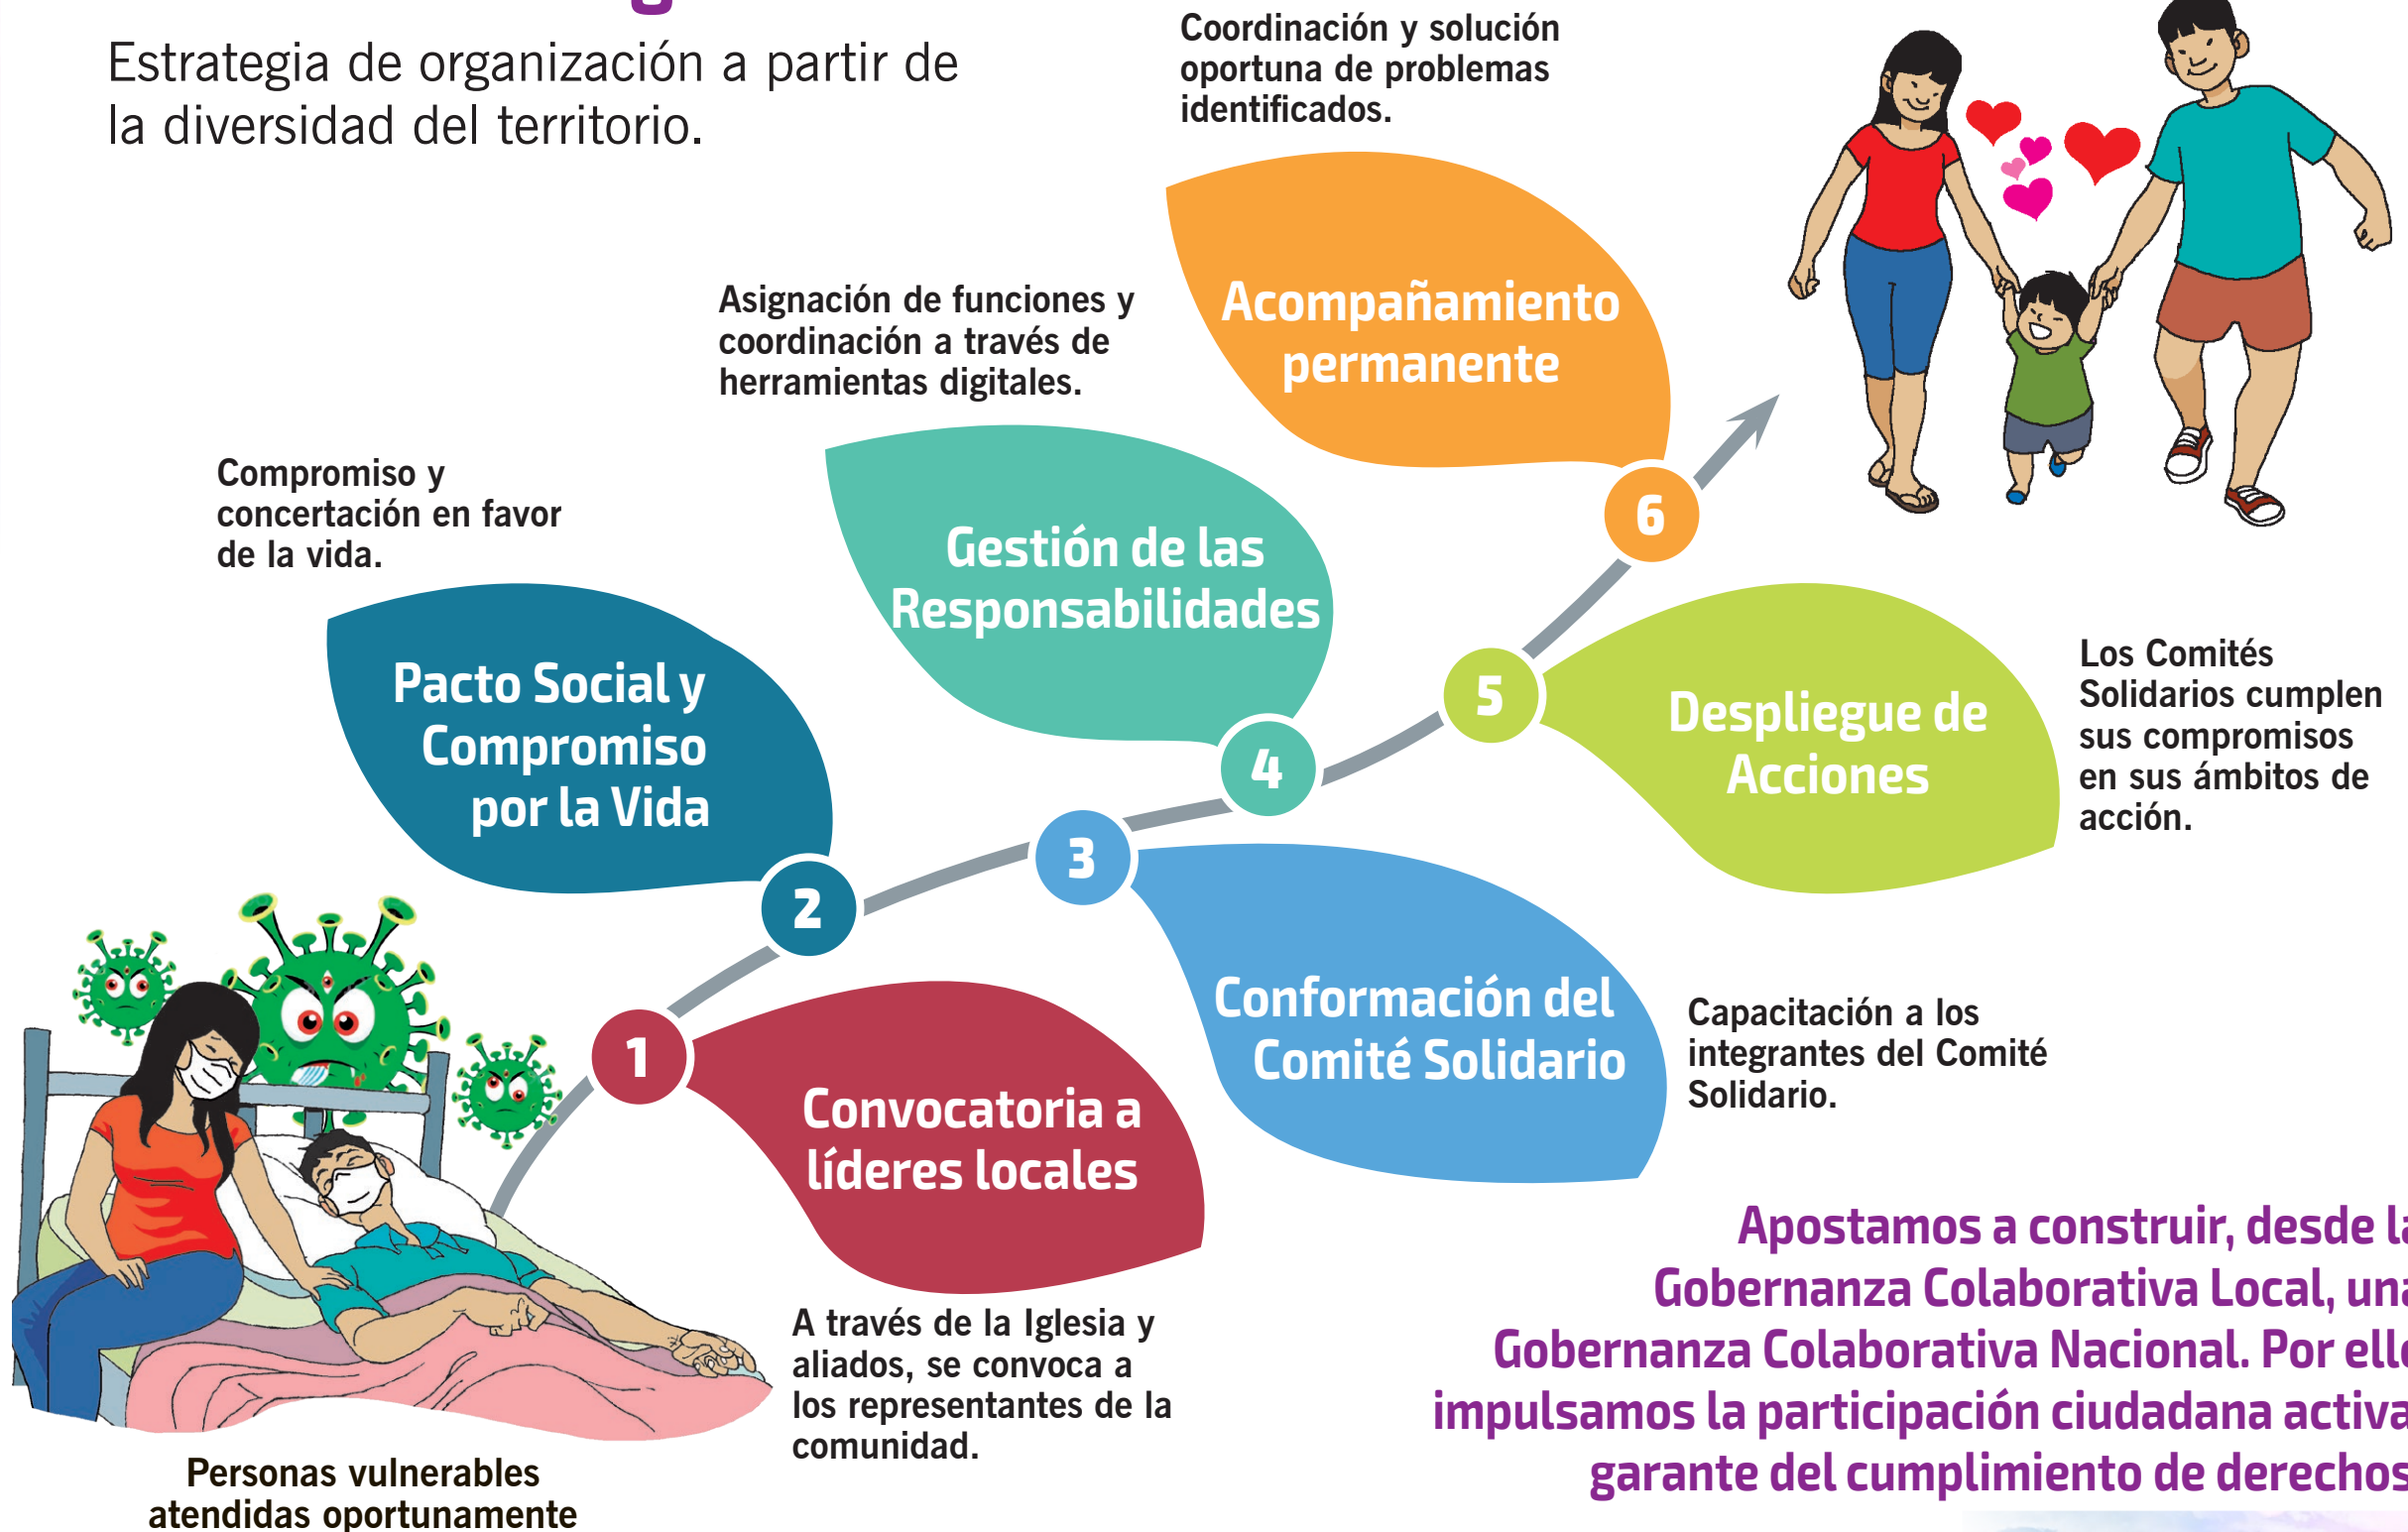 Estrategia de organización a partir de
la diversidad del territorio.
Coordinación y solución
oportuna de problemas
identificados.
Acompañamiento
permanente
6
Asignación de funciones y
coordinación a través de
herramientas digitales.
Gestión de las
Responsabilidades
4
Compromiso y
concertación en favor
de la vida.
Pacto Social y
Compromiso
por la Vida
2
5
Despliegue de
Acciones
Los Comités
Solidarios cumplen
sus compromisos
en sus ámbitos de
acción.
3
Conformación del
Comité Solidario
Capacitación a los
integrantes del Comité
Solidario.
1
Convocatoria a
líderes locales
A través de la Iglesia y
aliados, se convoca a
los representantes de la
comunidad.
Personas vulnerables
atendidas oportunamente
Apostamos a construir, desde la
Gobernanza Colaborativa Local, una
Gobernanza Colaborativa Nacional. Por ello
impulsamos la participación ciudadana activa
garante del cumplimiento de derechos